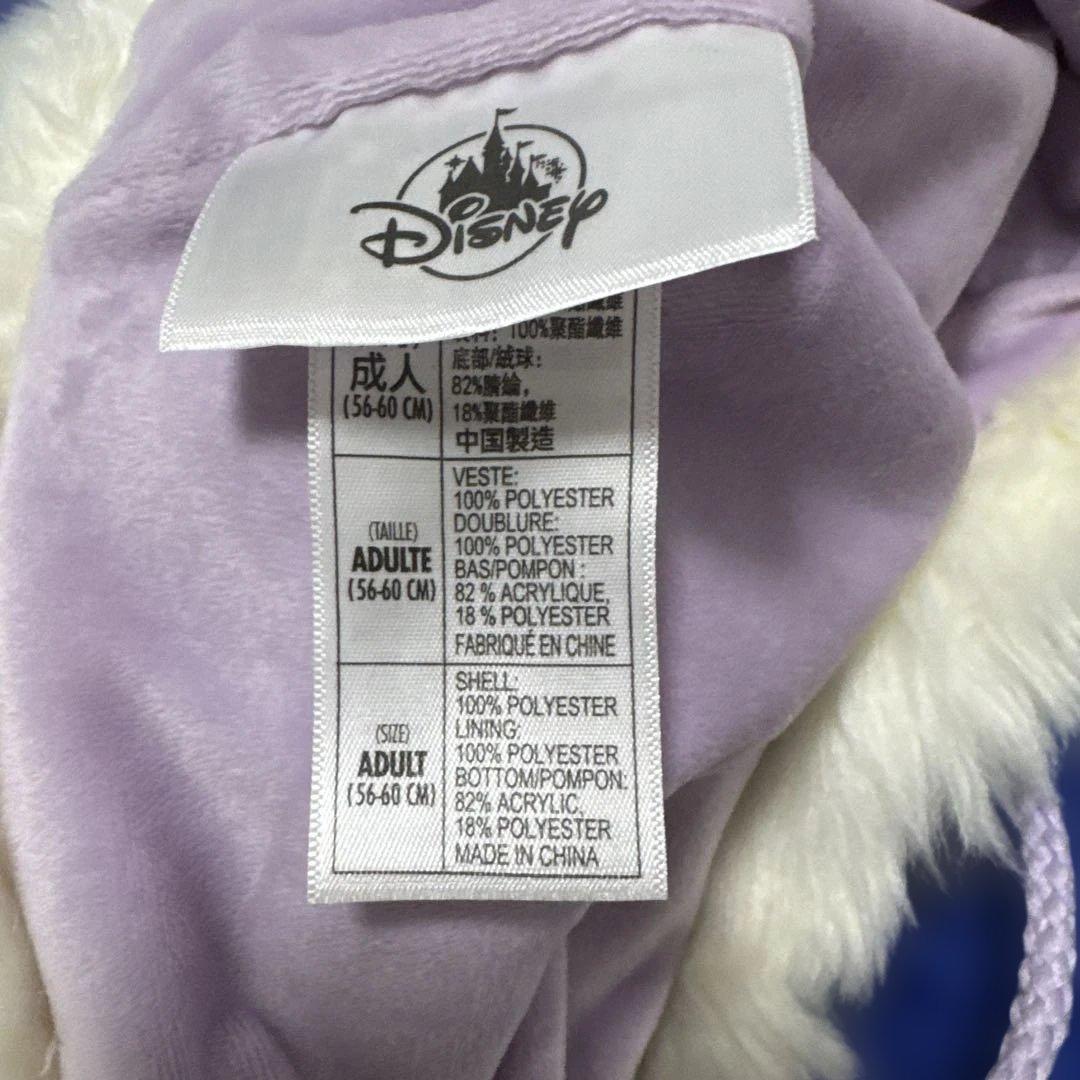 Disney
100%聚酯纖維
成人
(56-60 CM)
底部/絨球:
82%腈綸,
18%聚酯纖维
中国製造
(TAILLE)
ADULTE
(56-60 CM)
VESTE:
100% POLYESTER
DOUBLURE:
100% POLYESTER
BAS/POMPON :
82 % ACRYLIQUE,
18 % POLYESTER
FABRIQUÉ EN CHINE
(SIZE)
ADULT
(56-60 CM)
SHELL:
100% POLYESTER
LINING:
100% POLYESTER
BOTTOM/POMPON:
82% ACRYLIC,
18% POLYESTER
MADE IN CHINA